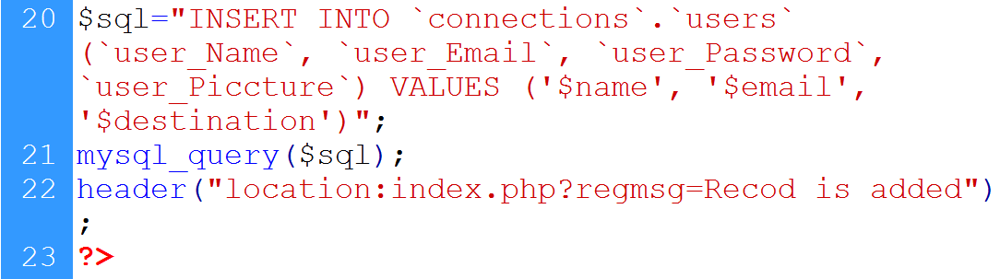 20 $sql="INSERT INTO `connections`.`users`
(`user_Name`, `user_Email`, `user_Password`,
`user_Piccture`) VALUES ('$name', '$email',
'$destination')";
21 mysql_query($sql);
22 header("location:index.php?regmsg=Recod is added")
;
23 ?>